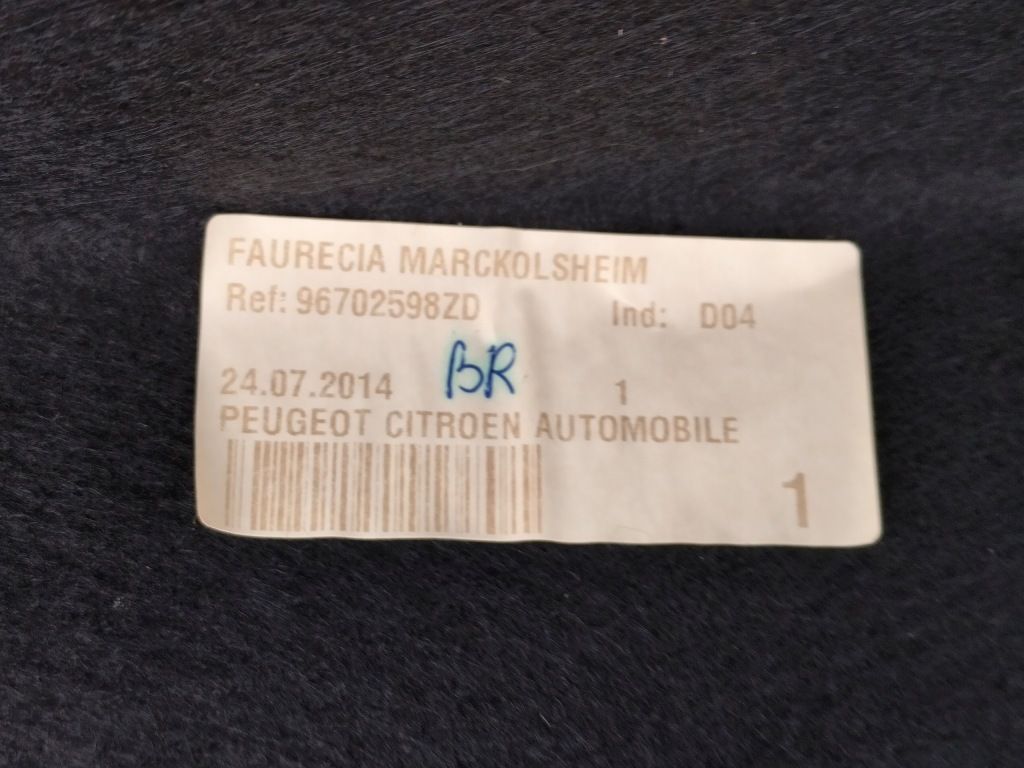 FAURECIA MARCKOLSHEIM
Ref: 96702598ZD Ind: D04
24.07.2014 BR 1
PEUGEOT CITROEN AUTOMOBILE
1